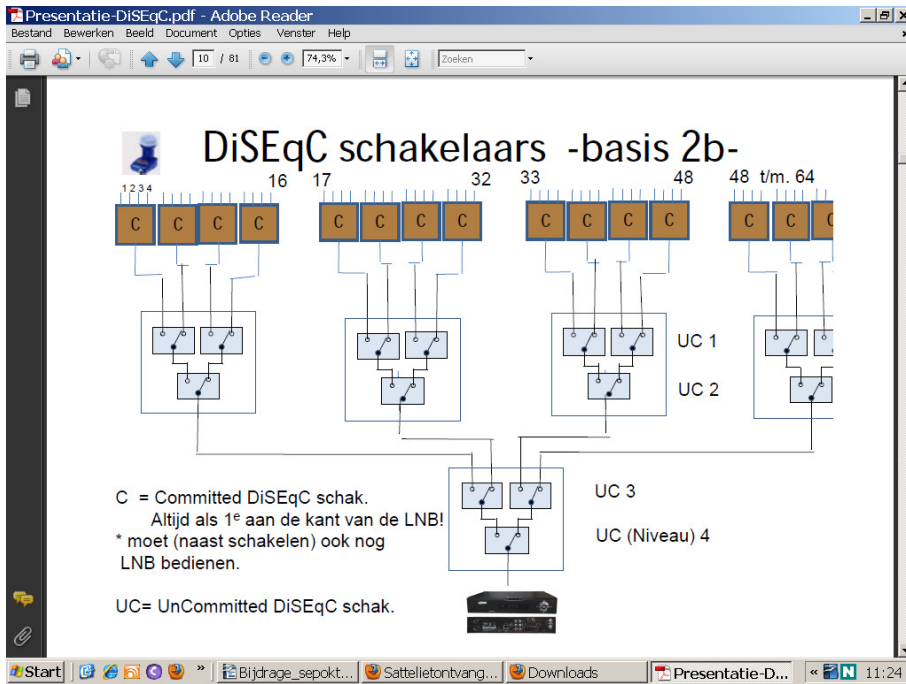 Presentatie-DiSEqC.pdf - Adobe Reader
Bestand Bewerken Beeld Document Opties Venster Help
10 / 81 74,3% Zoeken
DiSEqC schakelaars -basis 2b-
1 2 3 4 16 17 32 33 48 48 t/m. 64
C C C C C C C C C C C C C C C
UC 1
UC 2
UC 3
UC (Niveau) 4
C = Committed DiSEqC schak.
Altijd als 1e aan de kant van de LNB!
* moet (naast schakelen) ook nog
LNB bedienen.
UC= UnCommitted DiSEqC schak.
Start » Bijdrage_sepokt... Sattelietontvang... Downloads Presentatie-D... « N 11:24